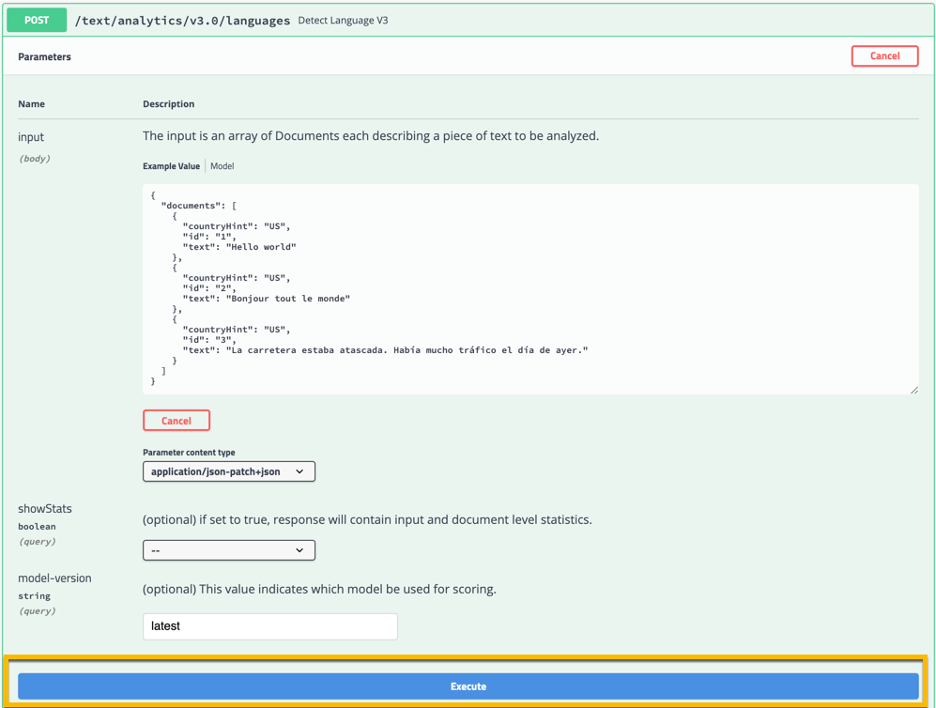 POST /text/analytics/v3.0/languages Detect Language V3
Parameters Cancel
Name Description
input The input is an array of Documents each describing a piece of text to be analyzed.
(body)
Example Value Model
{
"documents": [
{
"countryHint": "US",
"id": "1",
"text": "Hello world"
},
{
"countryHint": "US",
"id": "2",
"text": "Bonjour tout le monde"
},
{
"countryHint": "US",
"id": "3",
"text": "La carretera estaba atascada. Había mucho tráfico el día de ayer."
}
]
}
Cancel
Parameter content type
application/json-patch+json
showStats
boolean (optional) if set to true, response will contain input and document level statistics.
(query)
--
model-version
string (optional) This value indicates which model be used for scoring.
(query)
latest
Execute